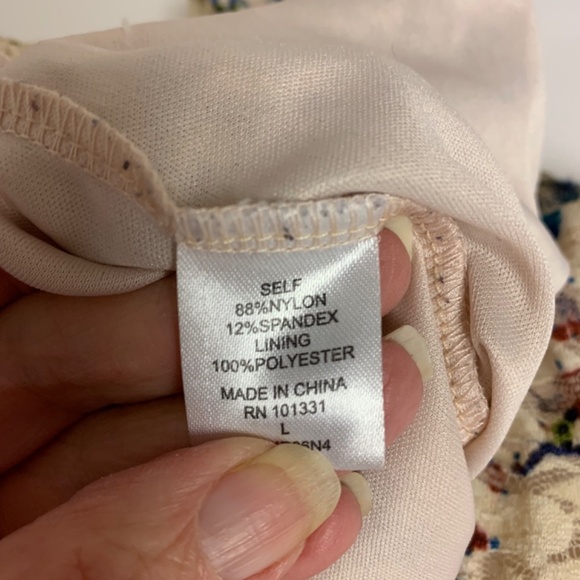 SELF
88%NYLON
12%SPANDEX
LINING
100%POLYESTER
MADE IN CHINA
RN 101331
L